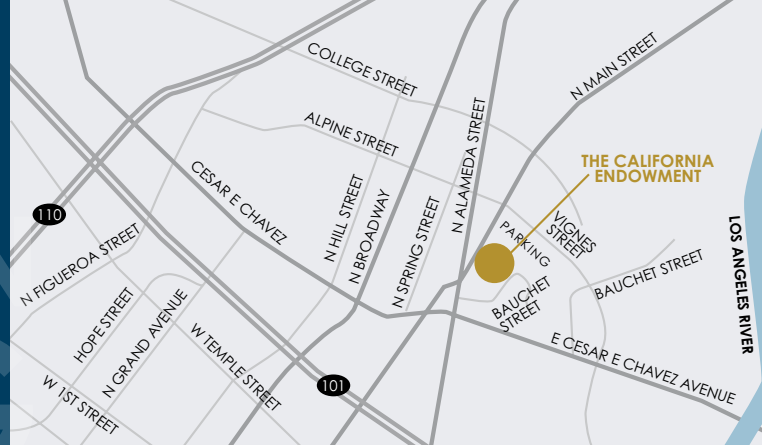 COLLEGE STREET
N MAIN STREET
ALPINE STREET
N ALAMEDA STREET
THE CALIFORNIA
ENDOWMENT
CESAR E CHAVEZ
N HILL STREET
N BROADWAY
N SPRING STREET
PARKING
VIGNES
STREET
110
N FIGUEROA STREET
BAUCHET
STREET
BAUCHET STREET
LOS ANGELES RIVER
HOPE STREET
N GRAND AVENUE
W TEMPLE STREET
E CESAR E CHAVEZ AVENUE
101
W 1ST STREET